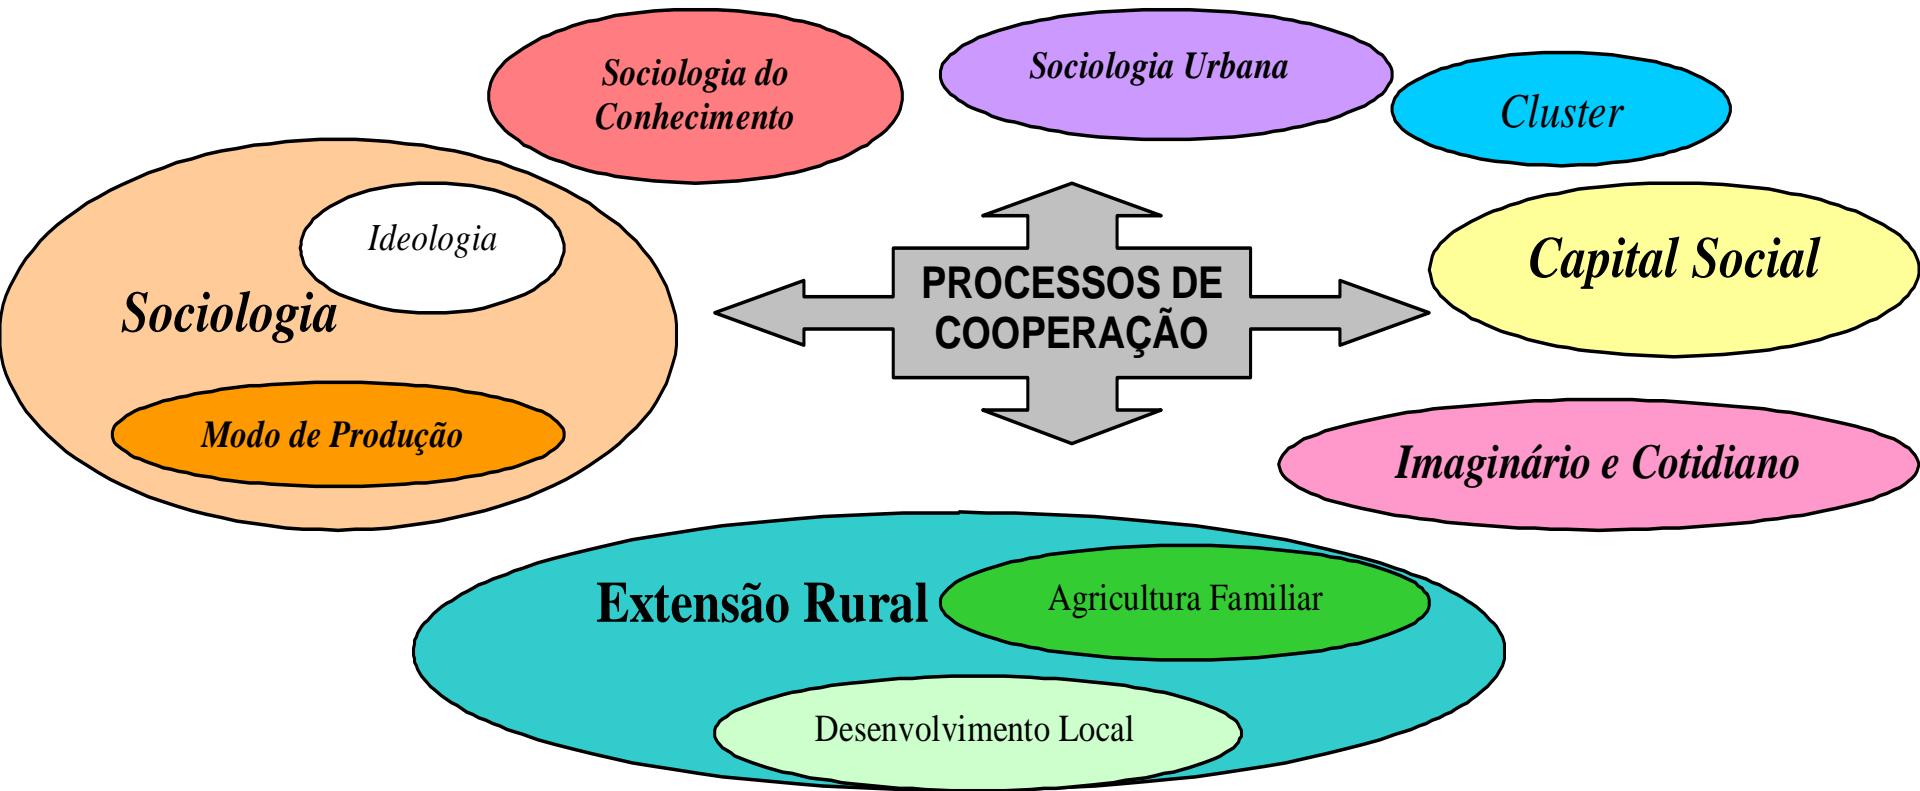 Sociologia do
Conhecimento
Sociologia Urbana
Cluster
Ideologia
Sociologia
Modo de Produção
PROCESSOS DE
COOPERAÇÃO
Capital Social
Imaginário e Cotidiano
Extensão Rural
Agricultura Familiar
Desenvolvimento Local